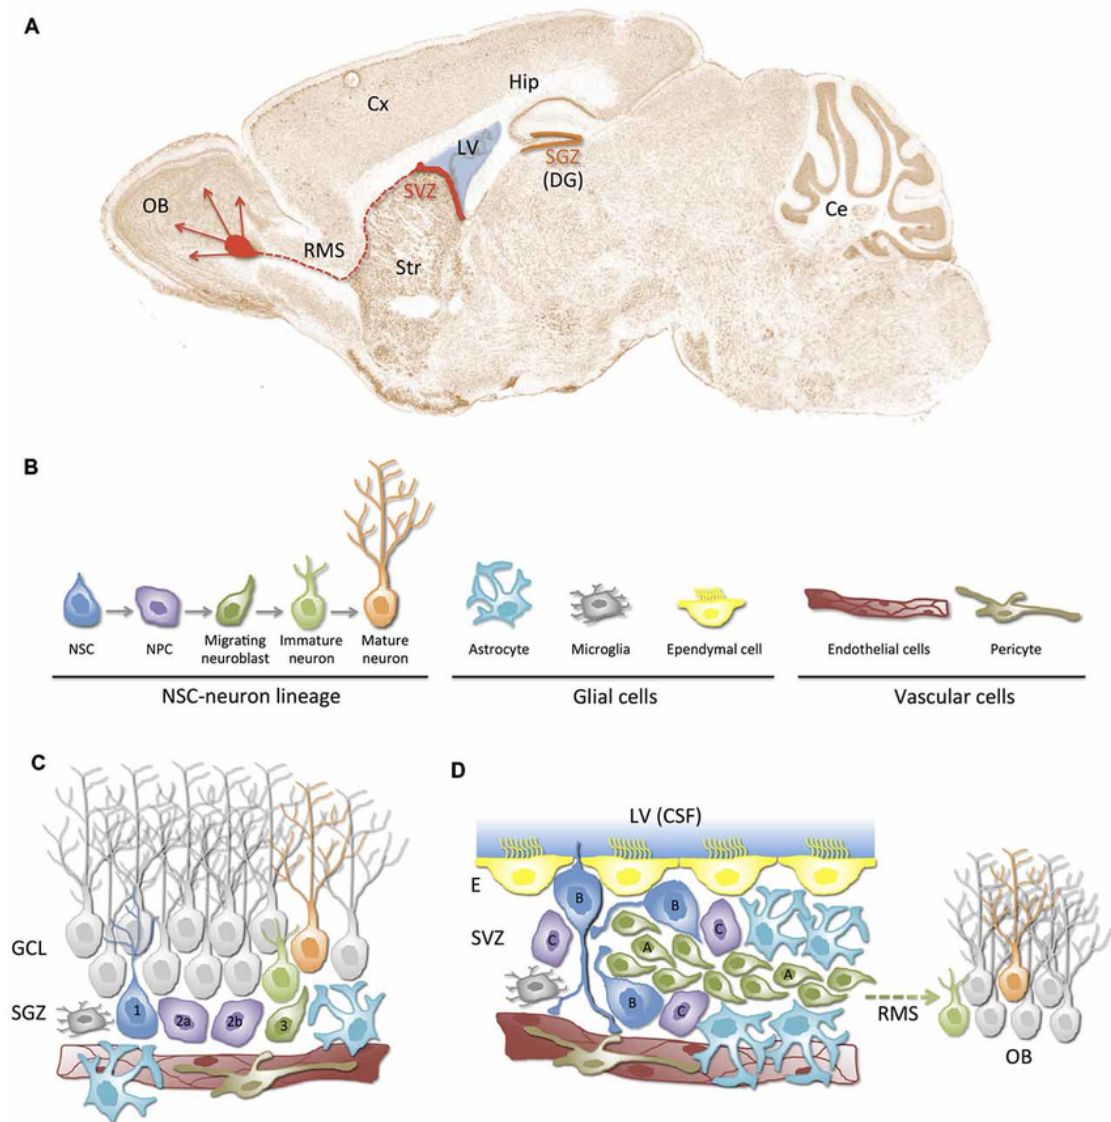 A
Hip
Cx
LV
SGZ
(DG)
SVZ
OB
Ce
RMS
Str
B
NSC
NPC
Migrating
neuroblast
Immature
neuron
Mature
neuron
Astrocyte
Microglia
Ependymal cell
Endothelial cells
Pericyte
NSC-neuron lineage
Glial cells
Vascular cells
C
GCL
SGZ
1
2a
2b
3
D
LV (CSF)
E
SVZ
B
B
C
C
A
A
B
C
RMS
OB